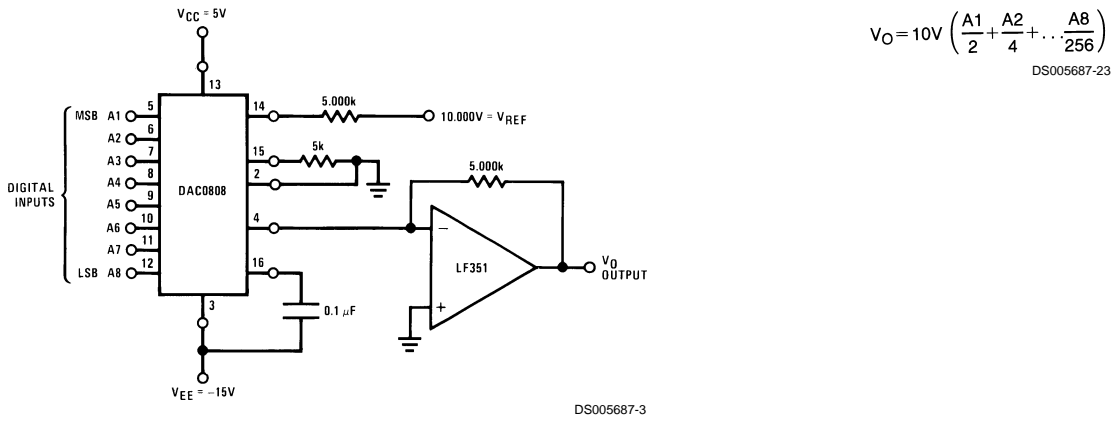 V_CC = 5V
13
MSB A1 5
A2 6
A3 7
A4 8
A5 9
A6 10
A7 11
LSB A8 12
DIGITAL
INPUTS
DAC0808
14
5.000k
10.000V = V_REF
15
5k
2
4
16
0.1 μF
3
V_EE = −15V
5.000k
−
LF351
+
V_O
OUTPUT
DS005687-3
V_O = 10V (A1/2 + A2/4 + ... A8/256)
DS005687-23